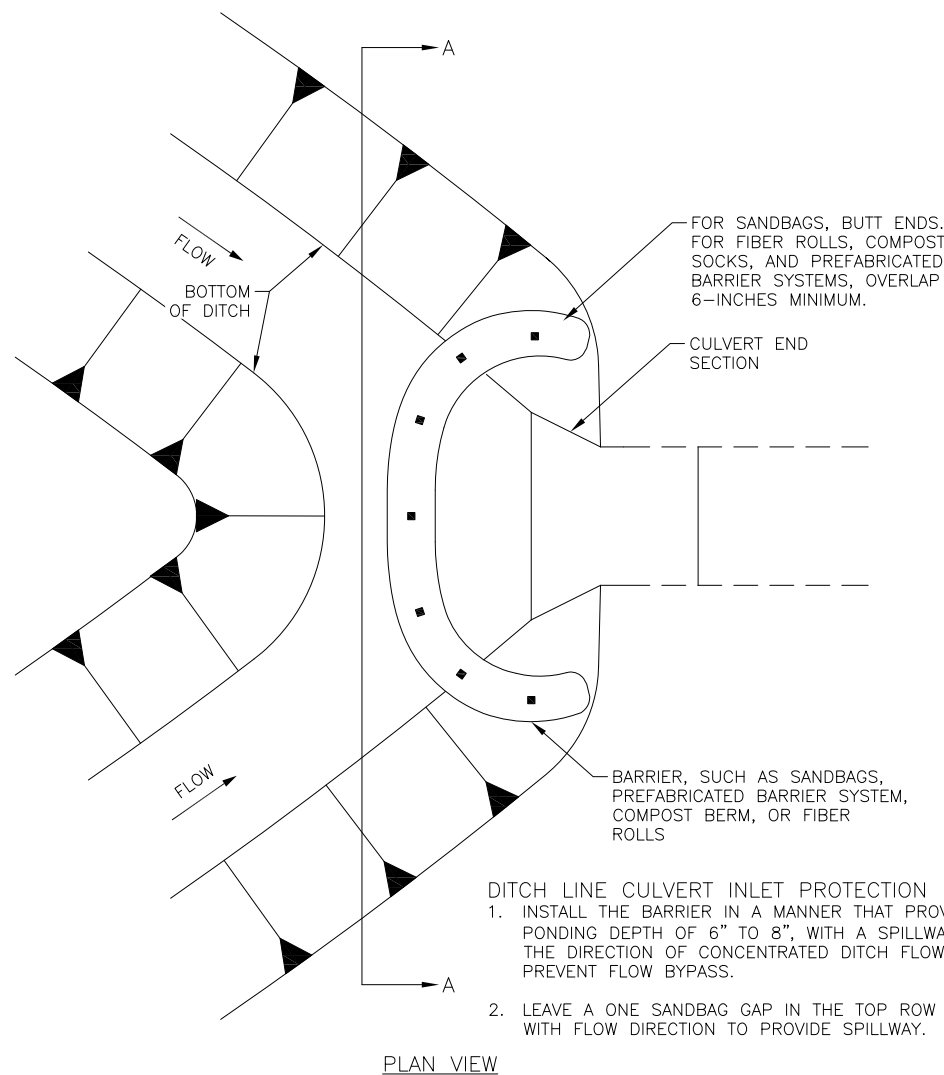 A
FOR SANDBAGS, BUTT ENDS.
FOR FIBER ROLLS, COMPOST
SOCKS, AND PREFABRICATED
BARRIER SYSTEMS, OVERLAP
6-INCHES MINIMUM.
FLOW
BOTTOM
OF DITCH
CULVERT END
SECTION
FLOW
BARRIER, SUCH AS SANDBAGS,
PREFABRICATED BARRIER SYSTEM,
COMPOST BERM, OR FIBER
ROLLS
DITCH LINE CULVERT INLET PROTECTION
1. INSTALL THE BARRIER IN A MANNER THAT
PONDING DEPTH OF 6" TO 8", WITH A
THE DIRECTION OF CONCENTRATED DITCH FLOW
PREVENT FLOW BYPASS.
A
2. LEAVE A ONE SANDBAG GAP IN THE TOP ROW
WITH FLOW DIRECTION TO PROVIDE SPILLWAY.
PLAN VIEW